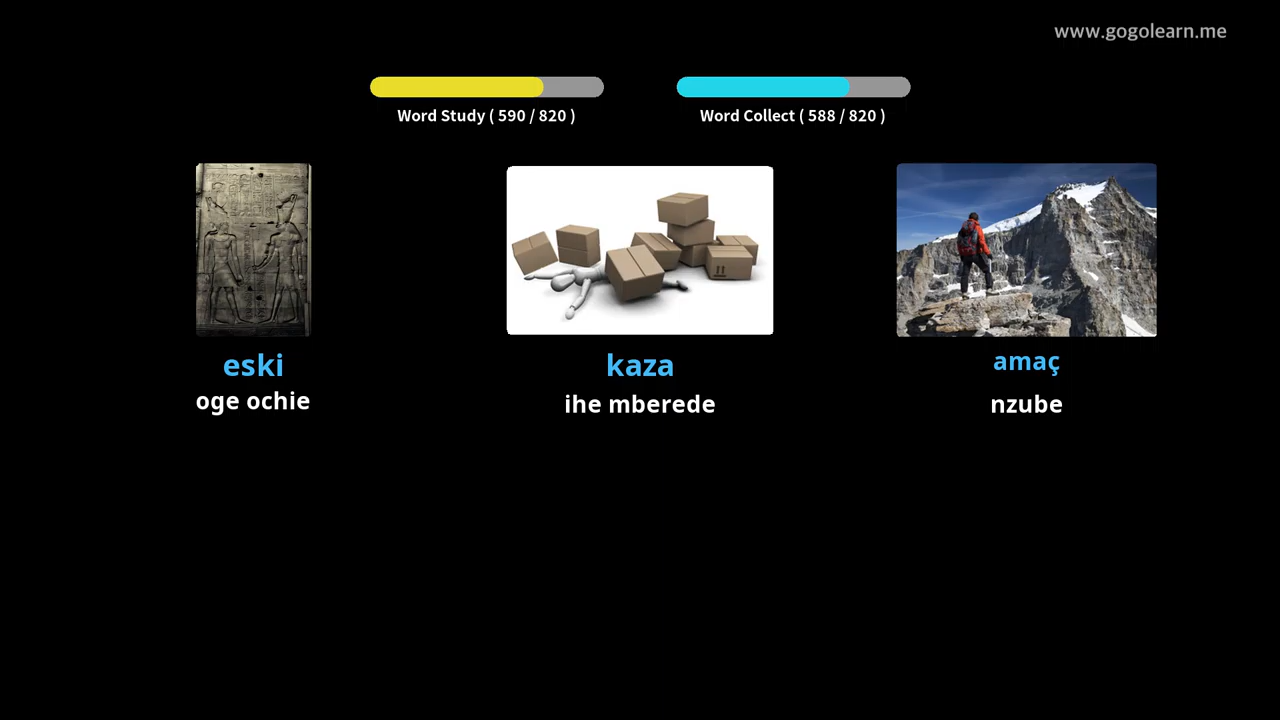 www.gogolearn.me
Word Study ( 590 / 820 )
Word Collect ( 588 / 820 )
eski
oge ochie
kaza
ihe mberede
amaç
nzube